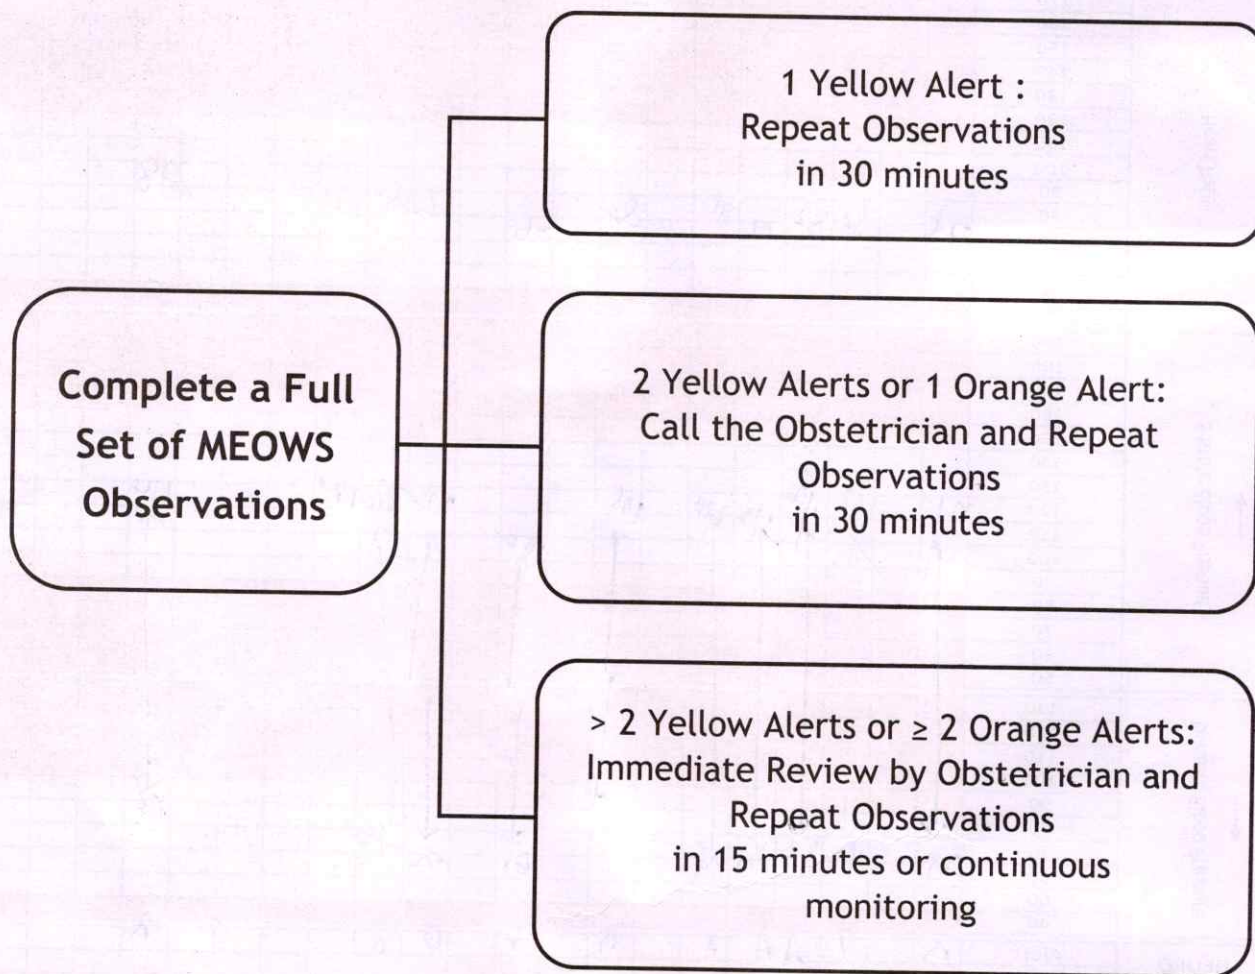 1 Yellow Alert :
Repeat Observations
in 30 minutes
Complete a Full
Set of MEOWS
Observations
2 Yellow Alerts or 1 Orange Alert:
Call the Obstetrician and Repeat
Observations
in 30 minutes
> 2 Yellow Alerts or ≥ 2 Orange Alerts:
Immediate Review by Obstetrician and
Repeat Observations
in 15 minutes or continuous
monitoring